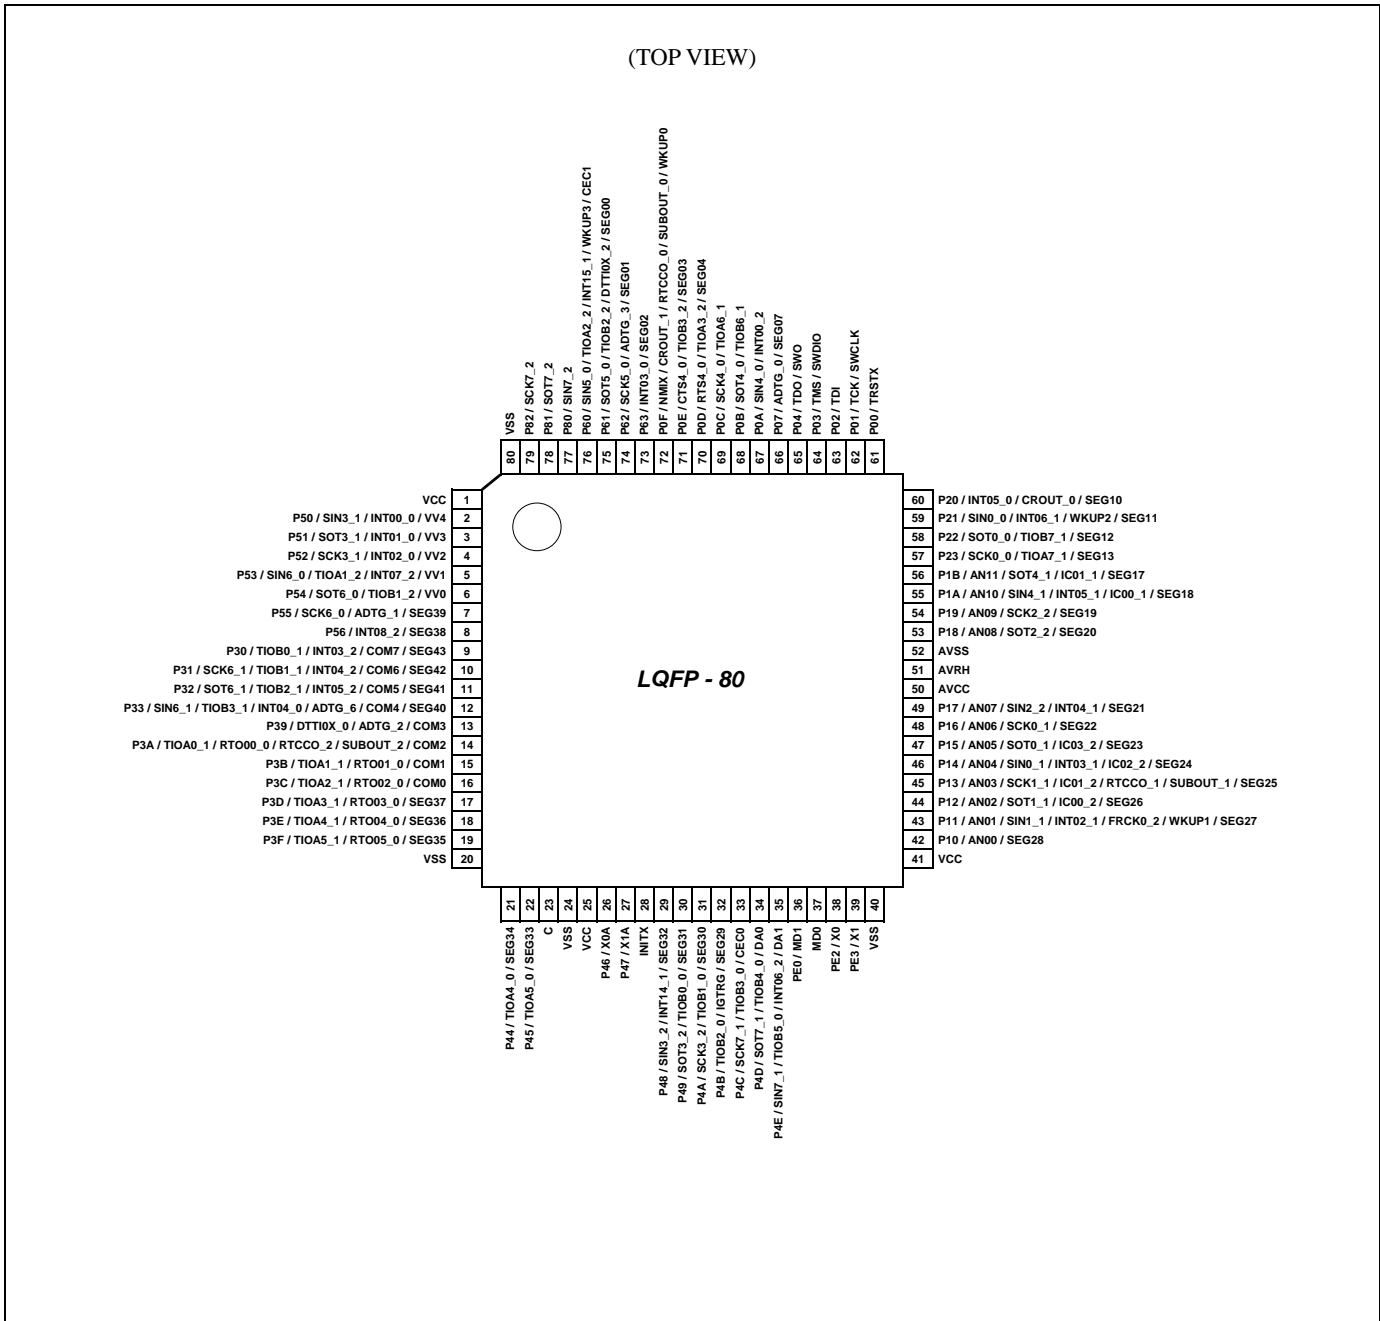 (TOP VIEW)
VSS
P82 / SCK7_2
P81 / SOT7_2
P80 / SIN7_2
P60 / SIN5_0 / TIOA2_2 / INT15_1 / WKUP3 / CEC1
P61 / SOT5_0 / TIOB2_2 / DTTI0X_2 / SEG00
P62 / SCK5_0 / ADTG_3 / SEG01
P63 / INT03_0 / SEG02
P0F / NMIX / CROUT_1 / RTCCO_0 / SUBOUT_0 / WKUP0
P0E / CTS4_0 / TIOB3_2 / SEG03
P0D / RTS4_0 / TIOA3_2 / SEG04
P0C / SCK4_0 / TIOA6_1
P0B / SOT4_0 / TIOB6_1
P0A / SIN4_0 / INT00_2
P07 / ADTG_0 / SEG07
P04 / TDO / SWO
P03 / TMS / SWDIO
P02 / TDI
P01 / TCK / SWCLK
P00 / TRSTX
80 79 78 77 76 75 74 73 72 71 70 69 68 67 66 65 64 63 62 61
VCC 1
P50 / SIN3_1 / INT00_0 / VV4 2
P51 / SOT3_1 / INT01_0 / VV3 3
P52 / SCK3_1 / INT02_0 / VV2 4
P53 / SIN6_0 / TIOA1_2 / INT07_2 / VV1 5
P54 / SOT6_0 / TIOB1_2 / VV0 6
P55 / SCK6_0 / ADTG_1 / SEG39 7
P56 / INT08_2 / SEG38 8
P30 / TIOB0_1 / INT03_2 / COM7 / SEG43 9
P31 / SCK6_1 / TIOB1_1 / INT04_2 / COM6 / SEG42 10
P32 / SOT6_1 / TIOB2_1 / INT05_2 / COM5 / SEG41 11
P33 / SIN6_1 / TIOB3_1 / INT04_0 / ADTG_6 / COM4 / SEG40 12
P39 / DTTI0X_0 / ADTG_2 / COM3 13
P3A / TIOA0_1 / RTO00_0 / RTCCO_2 / SUBOUT_2 / COM2 14
P3B / TIOA1_1 / RTO01_0 / COM1 15
P3C / TIOA2_1 / RTO02_0 / COM0 16
P3D / TIOA3_1 / RTO03_0 / SEG37 17
P3E / TIOA4_1 / RTO04_0 / SEG36 18
P3F / TIOA5_1 / RTO05_0 / SEG35 19
VSS 20
LQFP - 80
60 P20 / INT05_0 / CROUT_0 / SEG10
59 P21 / SIN0_0 / INT06_1 / WKUP2 / SEG11
58 P22 / SOT0_0 / TIOB7_1 / SEG12
57 P23 / SCK0_0 / TIOA7_1 / SEG13
56 P1B / AN11 / SOT4_1 / IC01_1 / SEG17
55 P1A / AN10 / SIN4_1 / INT05_1 / IC00_1 / SEG18
54 P19 / AN09 / SCK2_2 / SEG19
53 P18 / AN08 / SOT2_2 / SEG20
52 AVSS
51 AVRH
50 AVCC
49 P17 / AN07 / SIN2_2 / INT04_1 / SEG21
48 P16 / AN06 / SCK0_1 / SEG22
47 P15 / AN05 / SOT0_1 / IC03_2 / SEG23
46 P14 / AN04 / SIN0_1 / INT03_1 / IC02_2 / SEG24
45 P13 / AN03 / SCK1_1 / IC01_2 / RTCCO_1 / SUBOUT_1 / SEG25
44 P12 / AN02 / SOT1_1 / IC00_2 / SEG26
43 P11 / AN01 / SIN1_1 / INT02_1 / FRCK0_2 / WKUP1 / SEG27
42 P10 / AN00 / SEG28
41 VCC
21 22 23 24 25 26 27 28 29 30 31 32 33 34 35 36 37 38 39 40
P44 / TIOA4_0 / SEG34
P45 / TIOA5_0 / SEG33
C
VSS
VCC
P46 / X0A
P47 / X1A
INITX
P48 / SIN3_2 / INT14_1 / SEG32
P49 / SOT3_2 / TIOB0_0 / SEG31
P4A / SCK3_2 / TIOB1_0 / SEG30
P4B / TIOB2_0 / IGTRG / SEG29
P4C / SCK7_1 / TIOB3_0 / CEC0
P4D / SOT7_1 / TIOB4_0 / DA0
P4E / SIN7_1 / TIOB5_0 / INT06_2 / DA1
PE0 / MD1
MD0
PE2 / X0
PE3 / X1
VSS